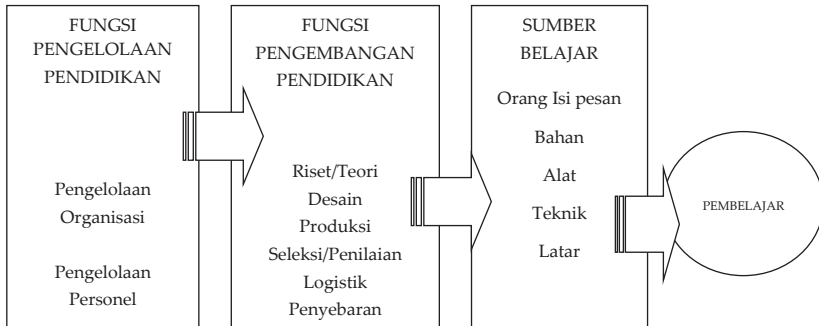 FUNGSI
PENGELOLAAN
PENDIDIKAN
Pengelolaan
Organisasi
Pengelolaan
Personel
FUNGSI
PENGEMBANGAN
PENDIDIKAN
Riset/Teori
Desain
Produksi
Seleksi/Penilaian
Logistik
Penyebaran
SUMBER
BELAJAR
Orang Isi pesan
Bahan
Alat
Teknik
Latar
PEMBELAJAR